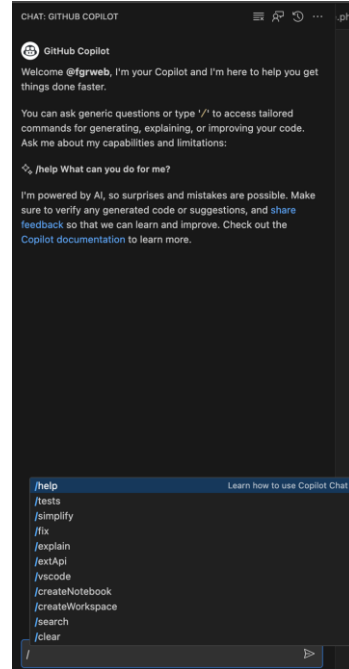 CHAT: GITHUB COPILOT
.ph
GitHub Copilot
Welcome @fgrweb, I'm your Copilot and I'm here to help you get
things done faster.
You can ask generic questions or type '/' to access tailored
commands for generating, explaining, or improving your code.
Ask me about my capabilities and limitations:
/help What can you do for me?
I'm powered by AI, so surprises and mistakes are possible. Make
sure to verify any generated code or suggestions, and share
feedback so that we can learn and improve. Check out the
Copilot documentation to learn more.
/help Learn how to use Copilot Chat
/tests
/simplify
/fix
/explain
/extApi
/vscode
/createNotebook
/createWorkspace
/search
/clear
/